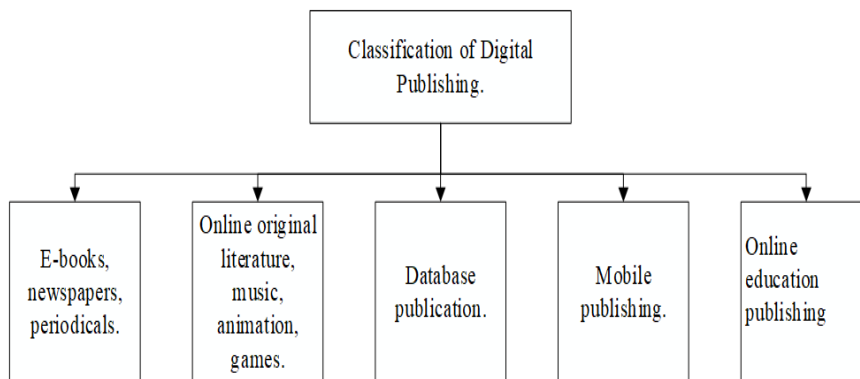 Classification of Digital
Publishing.
E-books,
newspapers,
periodicals.
Online original
literature,
music,
animation,
games.
Database
publication.
Mobile
publishing.
Online
education
publishing